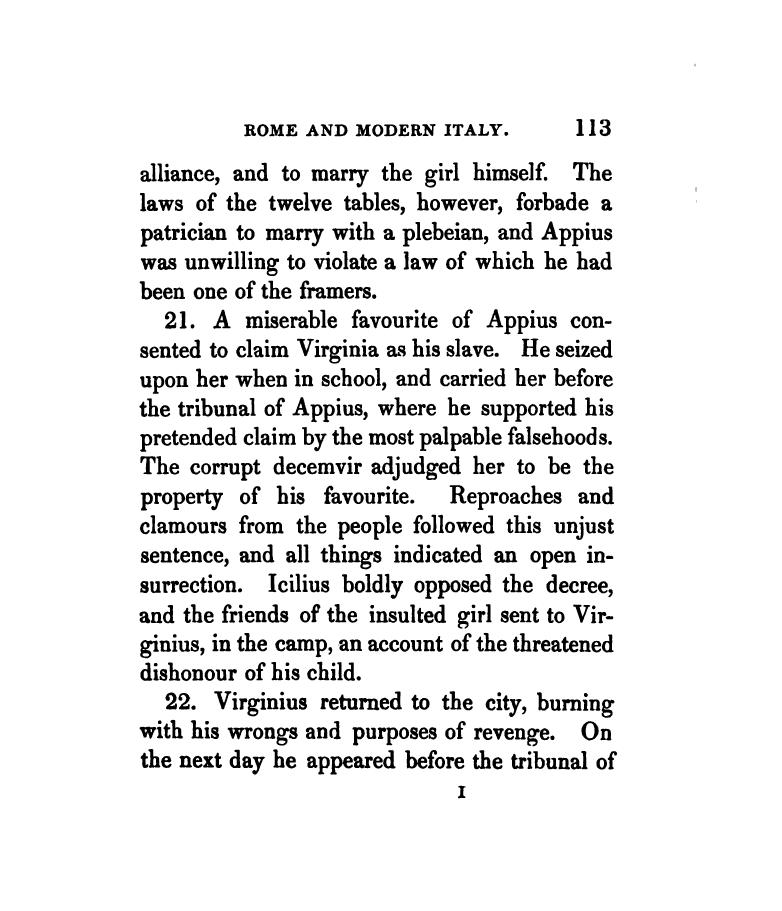 ROME AND MODERN ITALY. 113
alliance, and to marry the girl himself. The
laws of the twelve tables, however, forbade a
patrician to marry with a plebeian, and Appius
was unwilling to violate a law of which he had
been one of the framers.
21. A miserable favourite of Appius con-
sented to claim Virginia as his slave. He seized
upon her when in school, and carried her before
the tribunal of Appius, where he supported his
pretended claim by the most palpable falsehoods.
The corrupt decemvir adjudged her to be the
property of his favourite. Reproaches and
clamours from the people followed this unjust
sentence, and all things indicated an open in-
surrection. Icilius boldly opposed the decree,
and the friends of the insulted girl sent to Vir-
ginius, in the camp, an account of the threatened
dishonour of his child.
22. Virginius returned to the city, burning
with his wrongs and purposes of revenge. On
the next day he appeared before the tribunal of
I